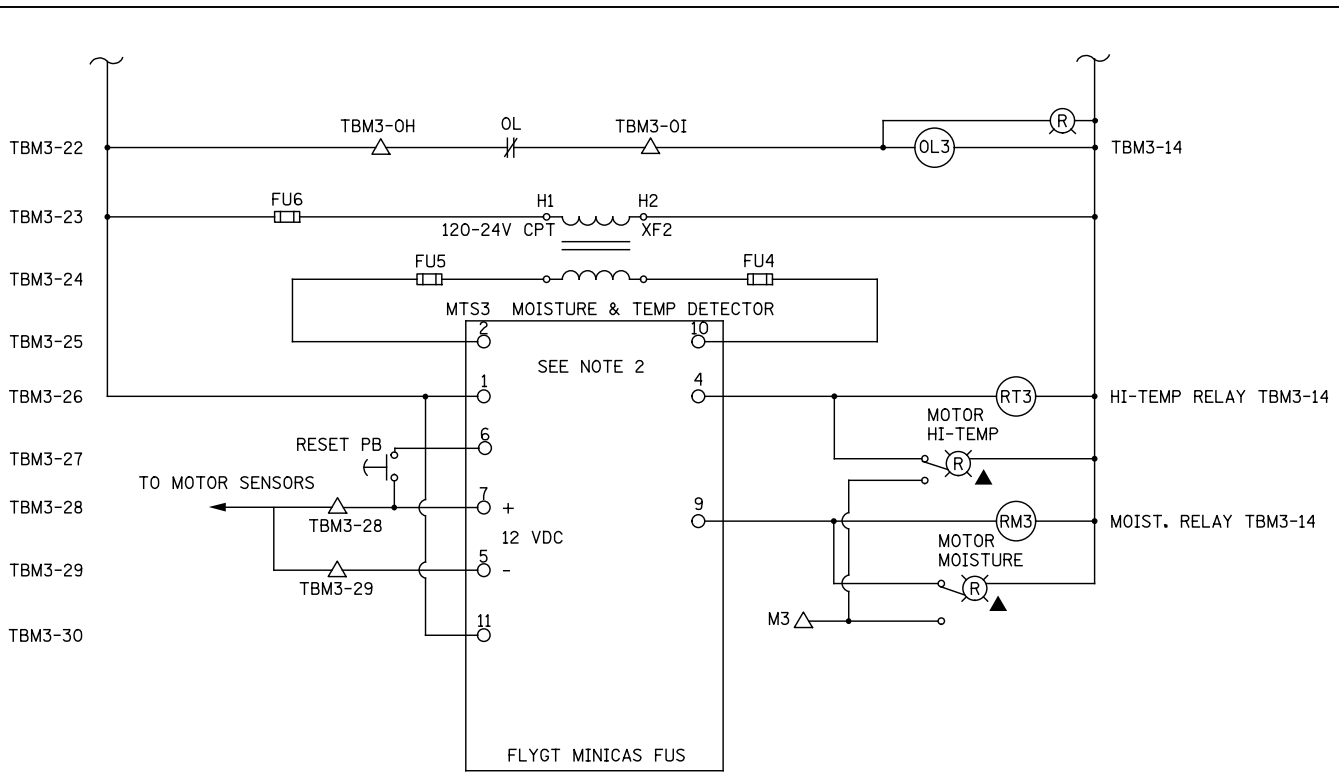 TBM3-OH
OL
TBM3-OI
R
TBM3-22
OL3
TBM3-14
FU6
H1
H2
TBM3-23
120-24V CPT
XF2
FU5
FU4
TBM3-24
MTS3 MOISTURE & TEMP DETECTOR
2
10
TBM3-25
SEE NOTE 2
1
4
TBM3-26
RT3
HI-TEMP RELAY TBM3-14
MOTOR
HI-TEMP
6
RESET PB
TBM3-27
R
TO MOTOR SENSORS
7
9
TBM3-28
+
TBM3-28
RM3
MOIST. RELAY TBM3-14
12 VDC
MOTOR
MOISTURE
5
TBM3-29
-
TBM3-29
R
11
M3
TBM3-30
FLYGT MINICAS FUS